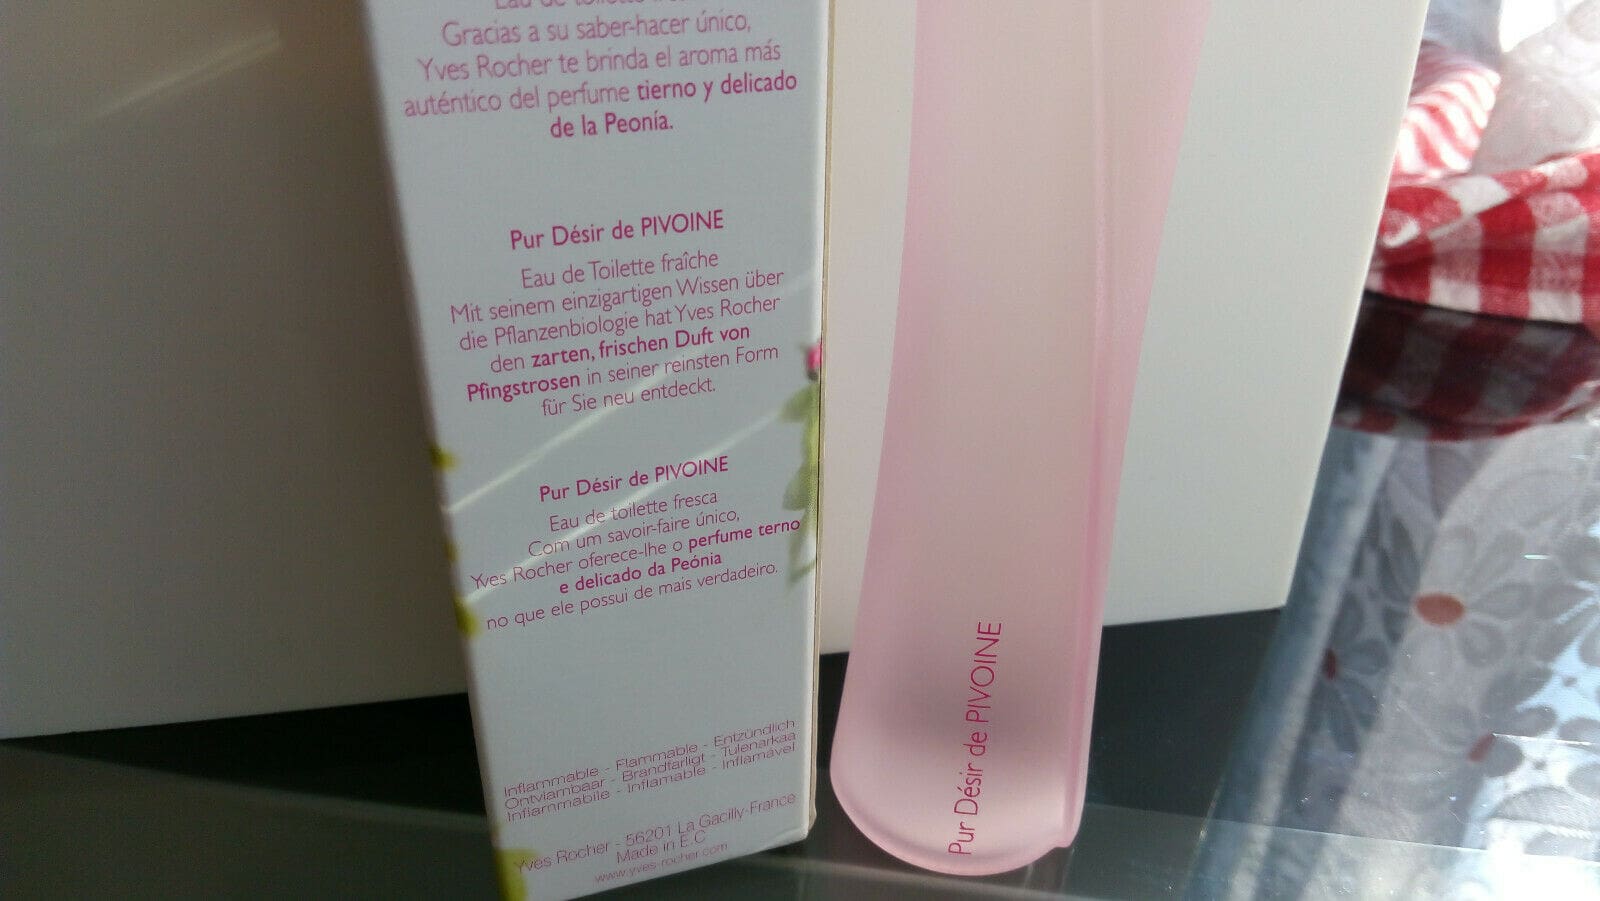 Eau de toilette
Gracias a su saber-hacer único,
Yves Rocher te brinda el aroma más
auténtico del perfume tierno y delicado
de la Peonía.
Pur Désir de PIVOINE
Eau de Toilette fraîche
Mit seinem einzigartigen Wissen über
die Pflanzenbiologie hat Yves Rocher
den zarten, frischen Duft von
Pfingstrosen in seiner reinsten Form
für Sie neu entdeckt.
Pur Désir de PIVOINE
Eau de toilette fresca
Com um savoir-faire único,
Yves Rocher oferece-lhe o perfume terno
e delicado da Peónia
no que ele possui de mais verdadeiro.
Inflammable - Flammable - Entzündlich
Ontvlambaar - Brandfarligt - Tulenarkaa
Infiammabile - Inflamable - Inflamável
Yves Rocher - 56201 La Gacilly-France
Made in E.C
www.yves-rocher.com
Pur Désir de PIVOINE